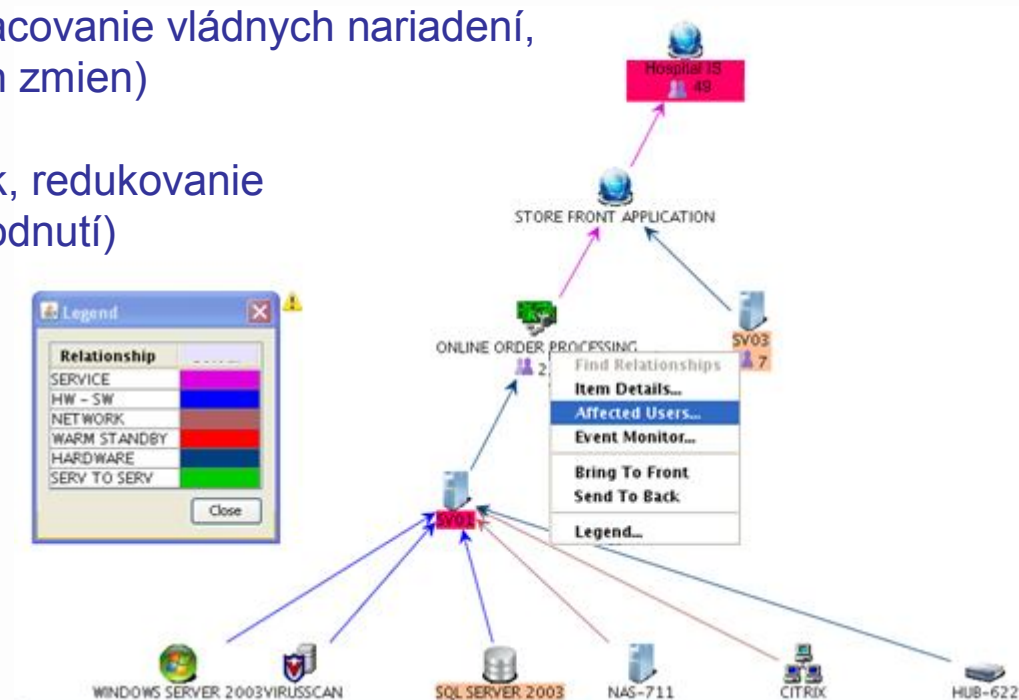 acovanie vládnych nariadení,
zmien)
k, redukovanie
odnutí)
Hospital IS
49
STORE FRONT APPLICATION
ONLINE ORDER PROCESSING
2
SV03
7
Find Relationships
Item Details...
Affected Users...
Event Monitor...
Bring To Front
Send To Back
Legend...
Legend
Relationship
SERVICE
HW - SW
NETWORK
WARM STANDBY
HARDWARE
SERV TO SERV
Close
SV01
WINDOWS SERVER 2003
VIRUSSCAN
SQL SERVER 2003
NAS-711
CITRIX
HUB-622